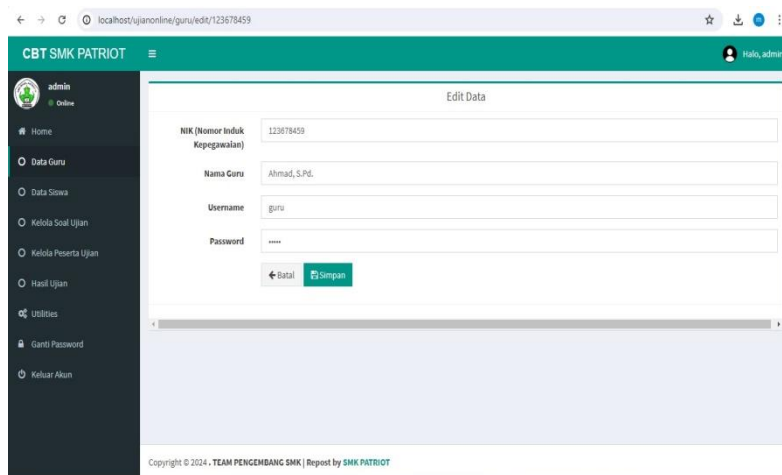 localhost/ujianonline/guru/edit/123678459
m
CBT SMK PATRIOT
Halo, admin
admin
Online
Home
Data Guru
Data Siswa
Kelola Soal Ujian
Kelola Peserta Ujian
Hasil Ujian
Utilities
Ganti Password
Keluar Akun
Edit Data
NIK (Nomor Induk
Kepegawaian)
123678459
Nama Guru
Ahmad, S.Pd.
Username
guru
Password
•••••
Batal
Simpan
Copyright © 2024 . TEAM PENGEMBANG SMK | Repost by SMK PATRIOT